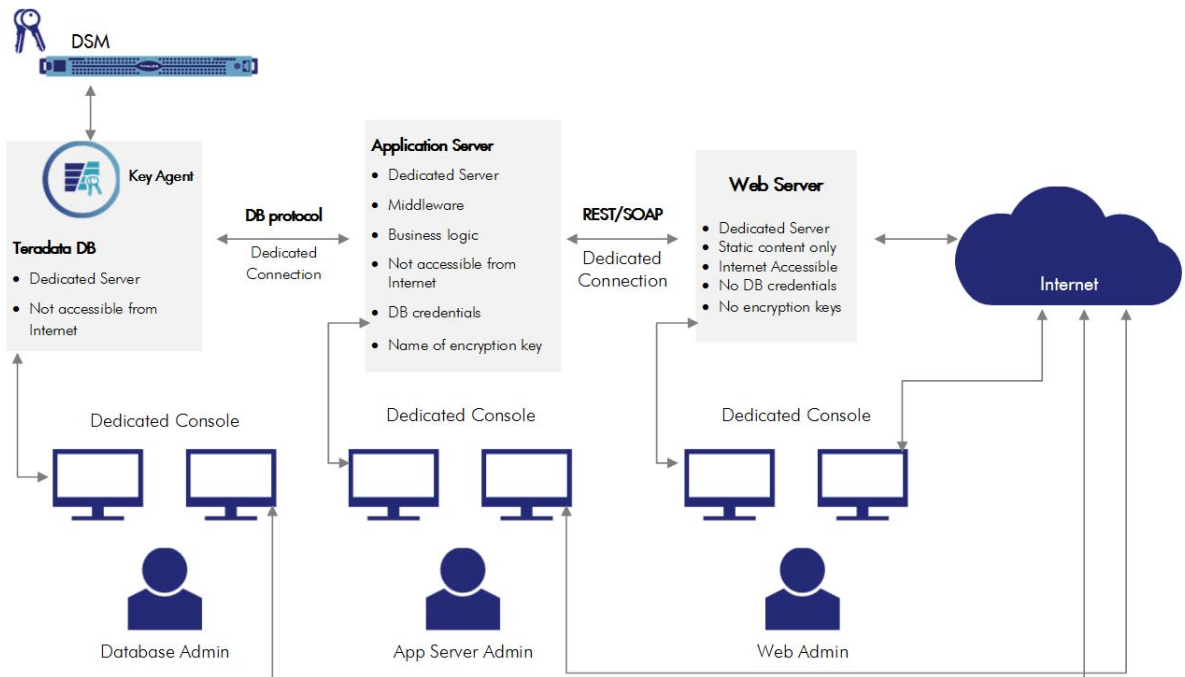 DSM
Key Agent
Teradata DB
• Dedicated Server
• Not accessible from
Internet
DB protocol
Dedicated
Connection
Application Server
• Dedicated Server
• Middleware
• Business logic
• Not accessible from
Internet
• DB credentials
• Name of encryption key
REST/SOAP
Dedicated
Connection
Web Server
• Dedicated Server
• Static content only
• Internet Accessible
• No DB credentials
• No encryption keys
Internet
Dedicated Console
Dedicated Console
Dedicated Console
Database Admin
App Server Admin
Web Admin